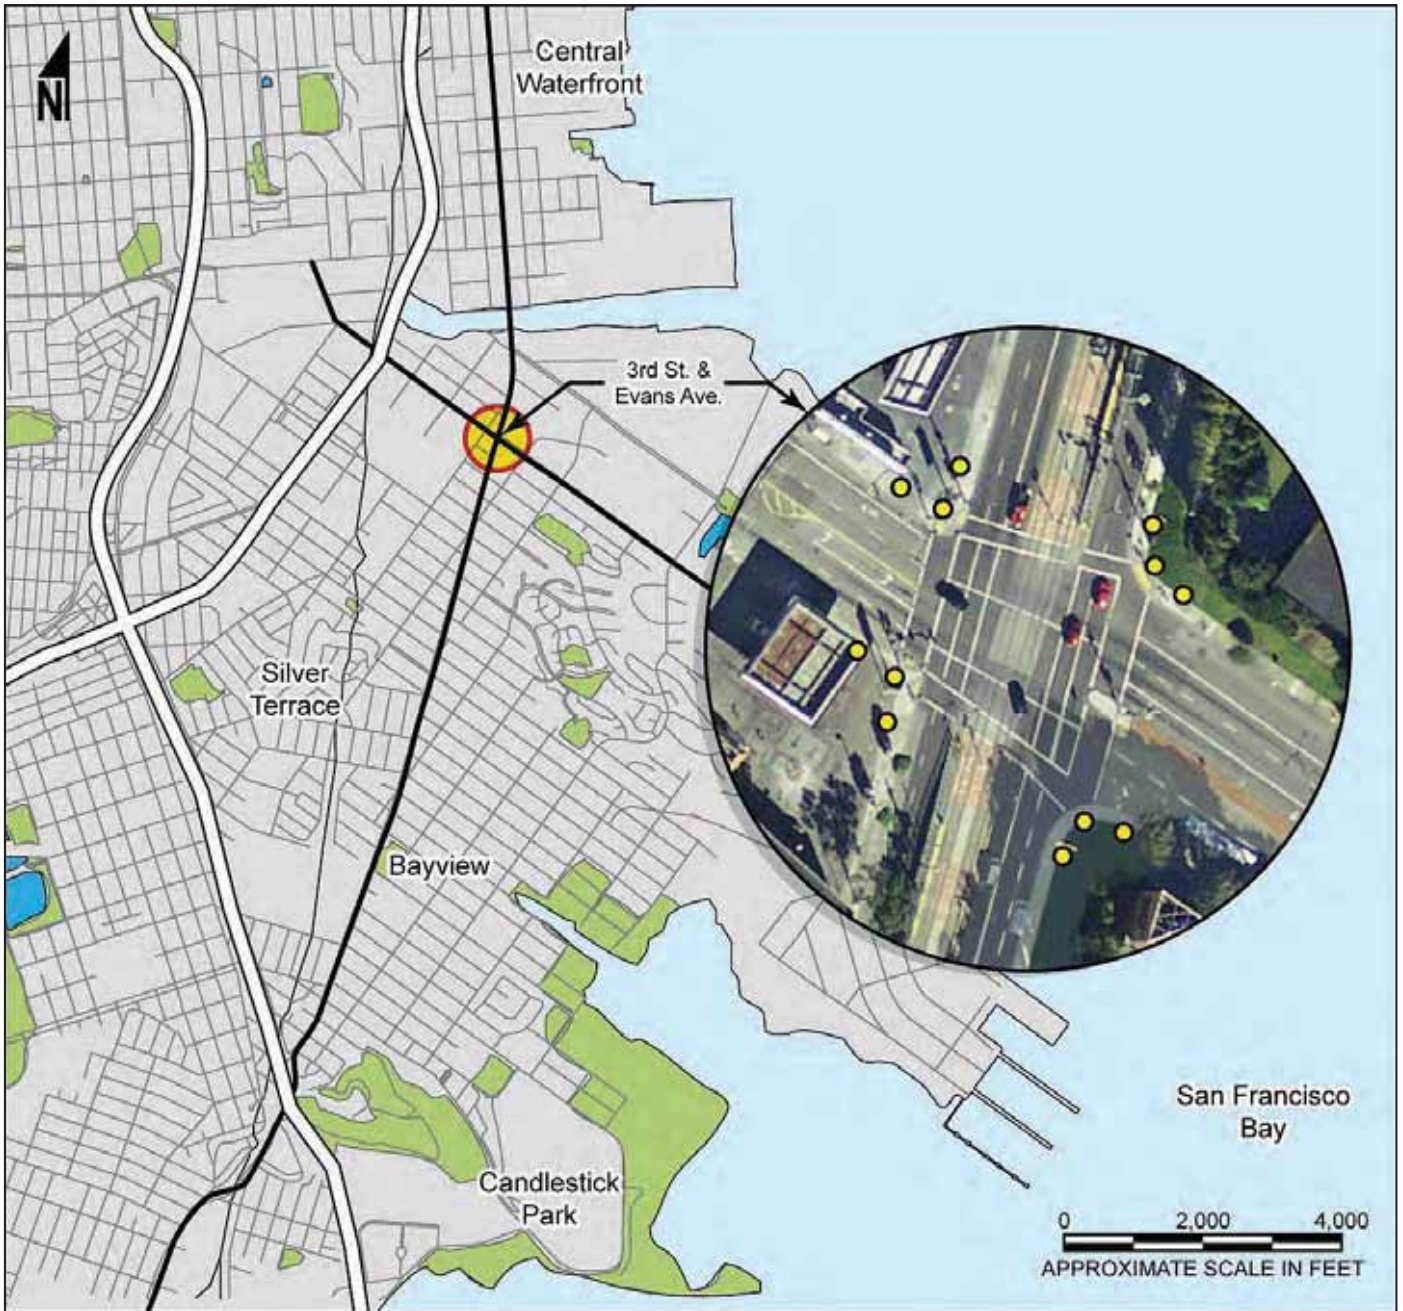 Central
Waterfront
N
3rd St. &
Evans Ave.
Silver
Terrace
Bayview
San Francisco
Bay
Candlestick
Park
0 2,000 4,000
APPROXIMATE SCALE IN FEET